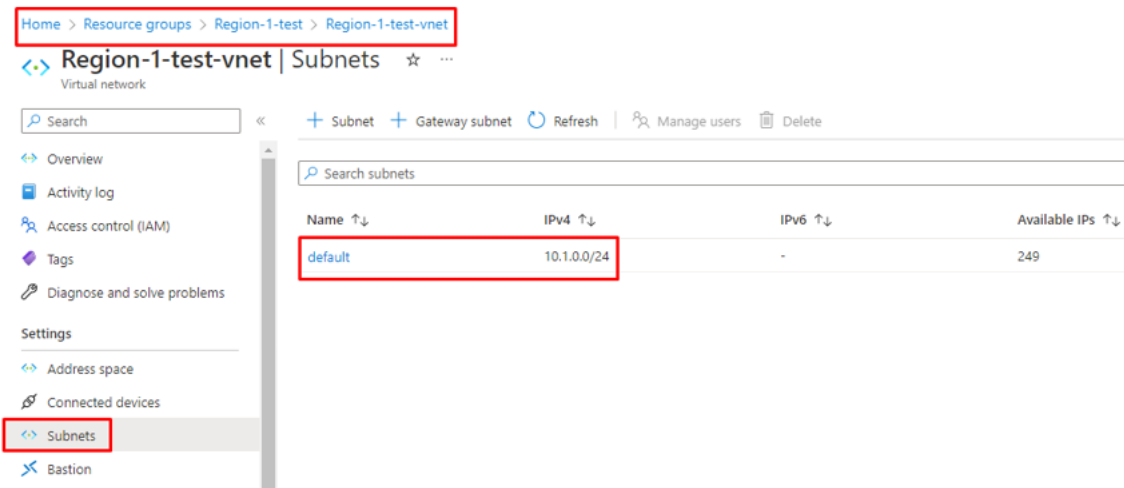 Home > Resource groups > Region-1-test > Region-1-test-vnet
Region-1-test-vnet | Subnets
Virtual network
Search
+ Subnet + Gateway subnet Refresh Manage users Delete
Overview
Activity log
Access control (IAM)
Tags
Diagnose and solve problems
Settings
Address space
Connected devices
Subnets
Bastion
Search subnets
Name IPv4 IPv6 Available IPs
default 10.1.0.0/24 - 249